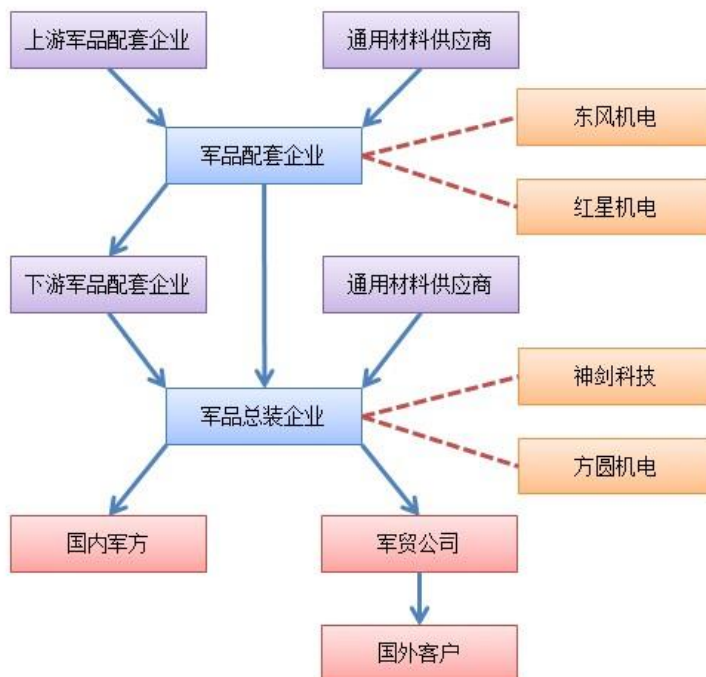 上游军品配套企业
通用材料供应商
东风机电
军品配套企业
红星机电
下游军品配套企业
通用材料供应商
神剑科技
军品总装企业
方圆机电
国内军方
军贸公司
国外客户